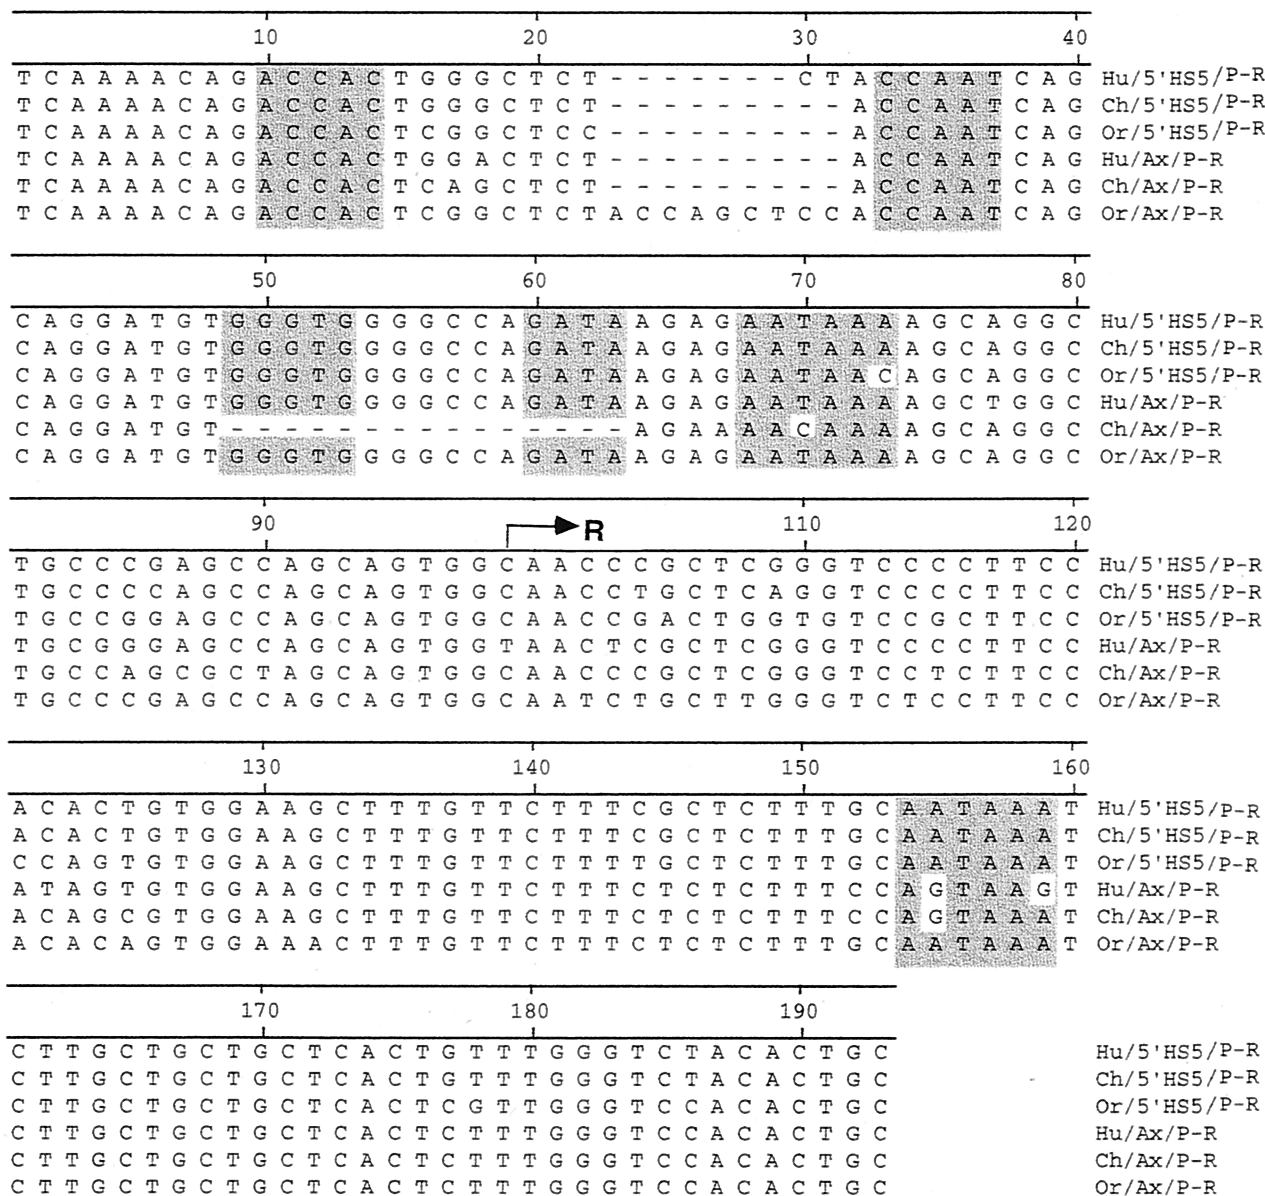 10 20 30 40
T C A A A A C A G A C C A C T G G G C T C T - - - - - - - C T A C C A A T C A G Hu/5'HS5/P-R
T C A A A A C A G A C C A C T G G G C T C T - - - - - - - - - A C C A A T C A G Ch/5'HS5/P-R
T C A A A A C A G A C C A C T C G G C T C C - - - - - - - - - A C C A A T C A G Or/5'HS5/P-R
T C A A A A C A G A C C A C T G G A C T C T - - - - - - - - - A C C A A T C A G Hu/Ax/P-R
T C A A A A C A G A C C A C T C A G C T C T - - - - - - - - - A C C A A T C A G Ch/Ax/P-R
T C A A A A C A G A C C A C T C G G C T C T A C C A G C T C C A C C A A T C A G Or/Ax/P-R
50 60 70 80
C A G G A T G T G G G T G G G G C C A G A T A A G A G A A T A A A A G C A G G C Hu/5'HS5/P-R
C A G G A T G T G G G T G G G G C C A G A T A A G A G A A T A A A A G C A G G C Ch/5'HS5/P-R
C A G G A T G T G G G T G G G G C C A G A T A A G A G A A T A A C A G C A G G C Or/5'HS5/P-R
C A G G A T G T G G G T G G G G C C A G A T A A G A G A A T A A A A G C T G G C Hu/Ax/P-R
C A G G A T G T - - - - - - - - - - - - - - - A G A A A A C A A A A G C A G G C Ch/Ax/P-R
C A G G A T G T G G G T G G G G C C A G A T A A G A G A A T A A A A G C A G G C Or/Ax/P-R
90 R 110 120
T G C C C G A G C C A G C A G T G G C A A C C C G C T C G G G T C C C C T T C C Hu/5'HS5/P-R
T G C C C C A G C C A G C A G T G G C A A C C T G C T C A G G T C C C C T T C C Ch/5'HS5/P-R
T G C C G G A G C C A G C A G T G G C A A C C G A C T G G T G T C C G C T T C C Or/5'HS5/P-R
T G C G G G A G C C A G C A G T G G T A A C T C G C T C G G G T C C C C T T C C Hu/Ax/P-R
T G C C A G C G C T A G C A G T G G C A A C C C G C T C G G G T C C T C T T C C Ch/Ax/P-R
T G C C C G A G C C A G C A G T G G C A A T C T G C T T G G G T C T C C T T C C Or/Ax/P-R
130 140 150 160
A C A C T G T G G A A G C T T T G T T C T T T C G C T C T T T G C A A T A A A T Hu/5'HS5/P-R
A C A C T G T G G A A G C T T T G T T C T T T C G C T C T T T G C A A T A A A T Ch/5'HS5/P-R
C C A G T G T G G A A G C T T T G T T C T T T T G C T C T T T G C A A T A A A T Or/5'HS5/P-R
A T A G T G T G G A A G C T T T G T T C T T T C T C T C T T T C C A G T A A G T Hu/Ax/P-R
A C A G C G T G G A A G C T T T G T T C T T T C T C T C T T T C C A G T A A A T Ch/Ax/P-R
A C A C A G T G G A A A C T T T G T T C T T T C T C T C T T T G C A A T A A A T Or/Ax/P-R
170 180 190
C T T G C T G C T G C T C A C T G T T T G G G T C T A C A C T G C Hu/5'HS5/P-R
C T T G C T G C T G C T C A C T G T T T G G G T C T A C A C T G C Ch/5'HS5/P-R
C T T G C T G C T G C T C A C T C G T T G G G T C C A C A C T G C Or/5'HS5/P-R
C T T G C T G C T G C T C A C T C T T T G G G T C C A C A C T G C Hu/Ax/P-R
C T T G C T G C T G C T C A C T C T T T G G G T C C A C A C T G C Ch/Ax/P-R
C T T G C T G C T G C T C A C T C T T T G G G T C C A C A C T G C Or/Ax/P-R